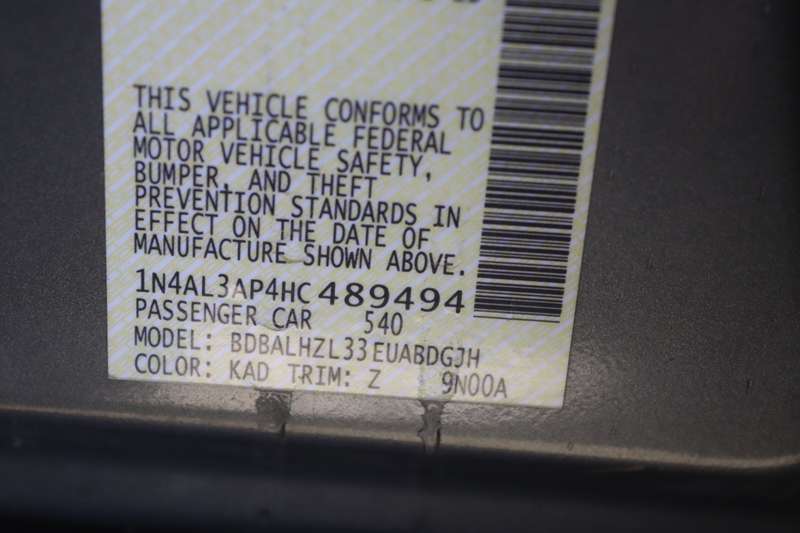 THIS VEHICLE CONFORMS TO
ALL APPLICABLE FEDERAL
MOTOR VEHICLE SAFETY,
BUMPER, AND THEFT
PREVENTION STANDARDS IN
EFFECT ON THE DATE OF
MANUFACTURE SHOWN ABOVE.
1N4AL3AP4HC489494
PASSENGER CAR 540
MODEL: BDBALHZL33EUABDGJH
COLOR: KAD TRIM: Z 9N00A